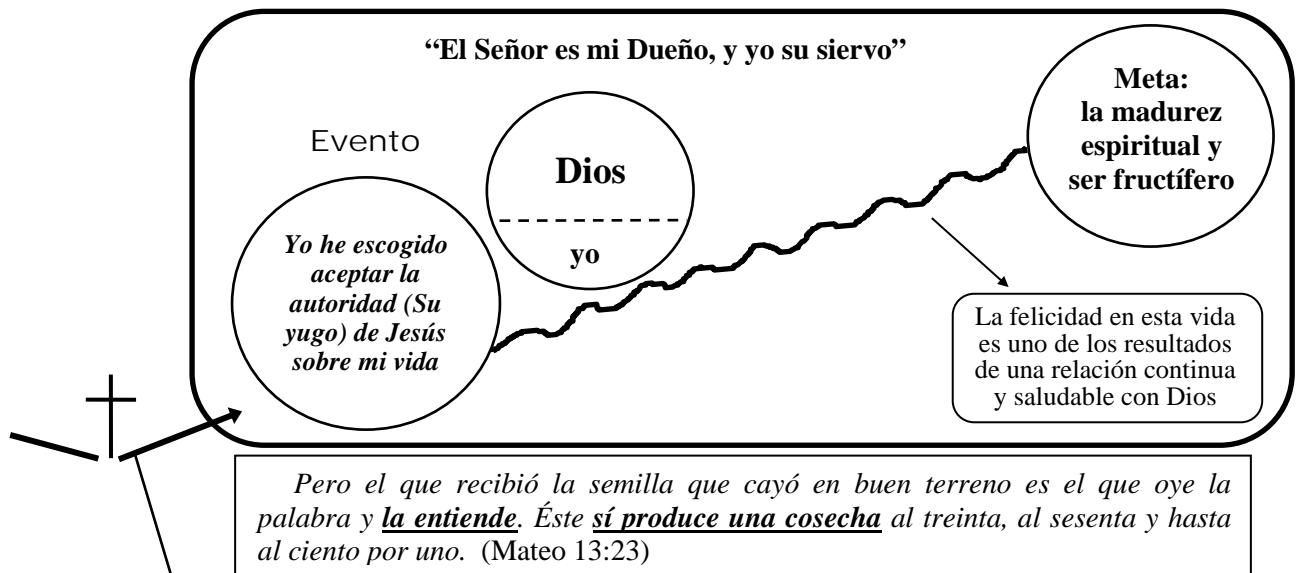 “El Señor es mi Dueño, y yo su siervo”
Evento
Yo he escogido
aceptar la
autoridad (Su
yugo) de Jesús
sobre mi vida
Dios
yo
Meta:
la madurez
espiritual y
ser fructífero
La felicidad en esta vida
es uno de los resultados
de una relación continua
y saludable con Dios
Pero el que recibió la semilla que cayó en buen terreno es el que oye la
palabra y la entiende. Éste sí produce una cosecha al treinta, al sesenta y hasta
al ciento por uno. (Mateo 13:23)